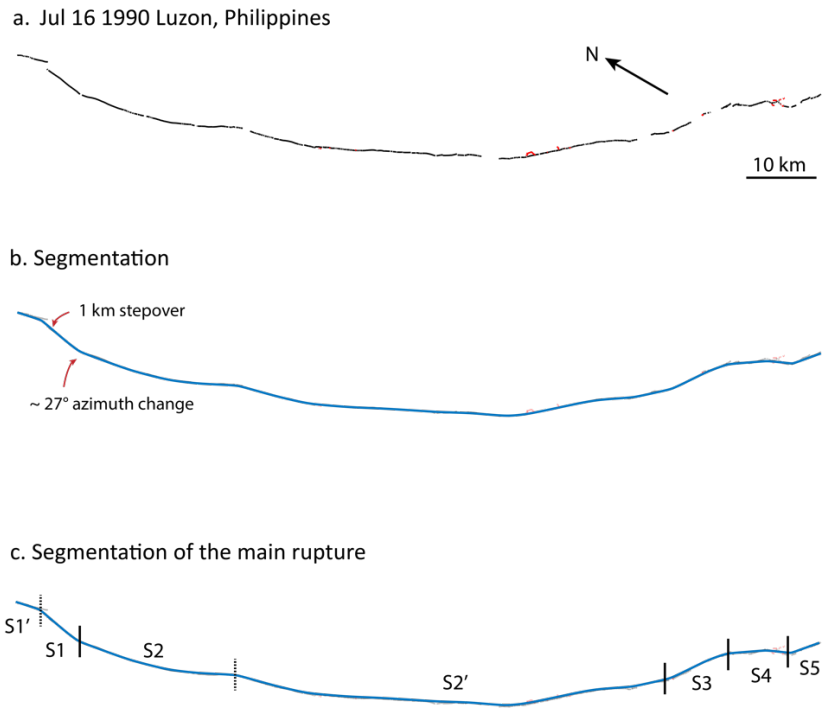 a. Jul 16 1990 Luzon, Philippines
N
10 km
b. Segmentation
1 km stepover
~ 27° azimuth change
c. Segmentation of the main rupture
S1'
S1
S2
S2'
S3
S4
S5